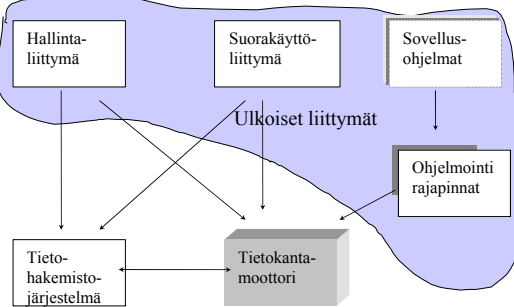 Hallinta-
liittymä
Suorakäyttö-
liittymä
Sovellus-
ohjelmat
Ulkoiset liittymät
Ohjelmointi
rajapinnat
Tieto-
hakemisto-
järjestelmä
Tietokanta-
moottori